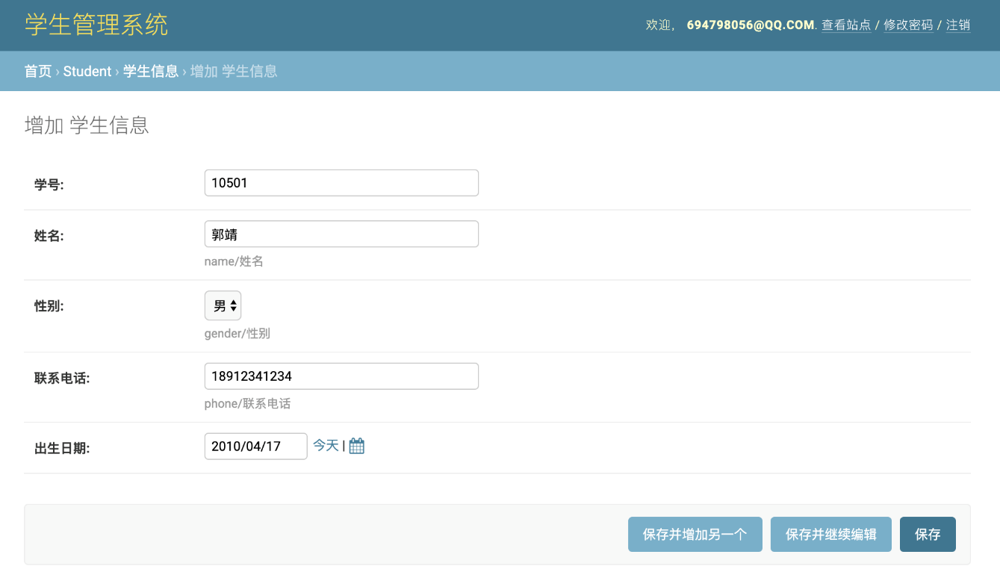 学生管理系统
欢迎， 694798056@QQ.COM. 查看站点 / 修改密码 / 注销
首页 › Student › 学生信息 › 增加 学生信息
增加 学生信息
学号: 10501
姓名: 郭靖
name/姓名
性别: 男
gender/性别
联系电话: 18912341234
phone/联系电话
出生日期: 2010/04/17 今天 |
保存并增加另一个 保存并继续编辑 保存